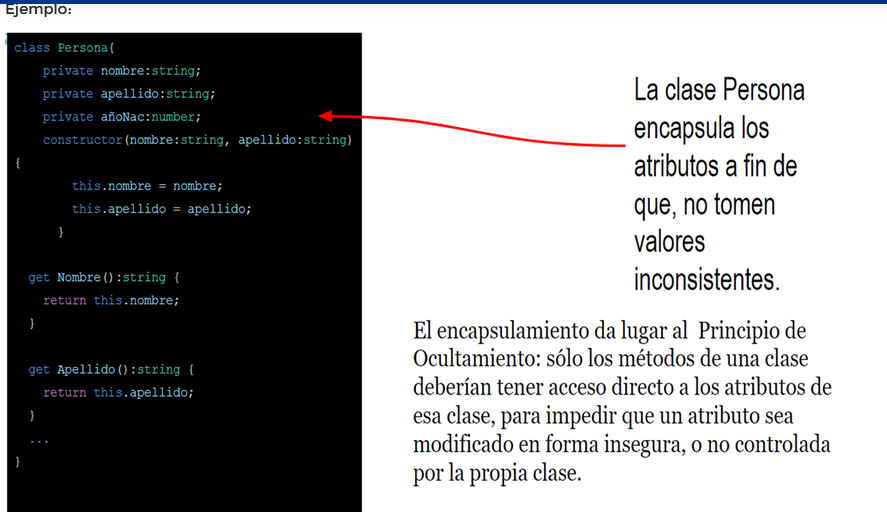 Ejemplo:
class Persona{
private nombre:string;
private apellido:string;
private añoNac:number;
constructor(nombre:string, apellido:string)
{
this.nombre = nombre;
this.apellido = apellido;
}
get Nombre():string {
return this.nombre;
}
get Apellido():string {
return this.apellido;
}
...
}
La clase Persona
encapsula los
atributos a fin de
que, no tomen
valores
inconsistentes.
El encapsulamiento da lugar al  Principio de
Ocultamiento: sólo los métodos de una clase
deberían tener acceso directo a los atributos de
esa clase, para impedir que un atributo sea
modificado en forma insegura, o no controlada
por la propia clase.